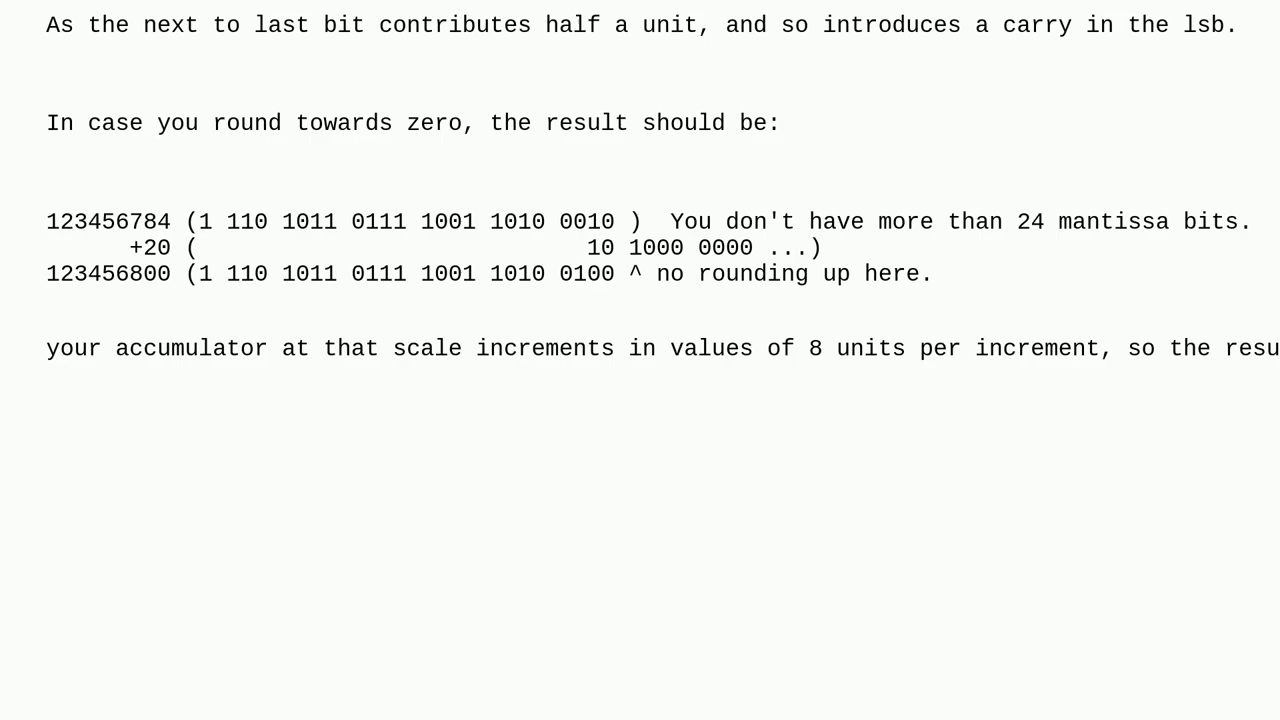 As the next to last bit contributes half a unit, and so introduces a carry in the lsb.
In case you round towards zero, the result should be:
123456784 (1 110 1011 0111 1001 1010 0010 )  You don't have more than 24 mantissa bits.
      +20 (                            10 1000 0000 ...)
123456800 (1 110 1011 0111 1001 1010 0100 ^ no rounding up here.
your accumulator at that scale increments in values of 8 units per increment, so the resu